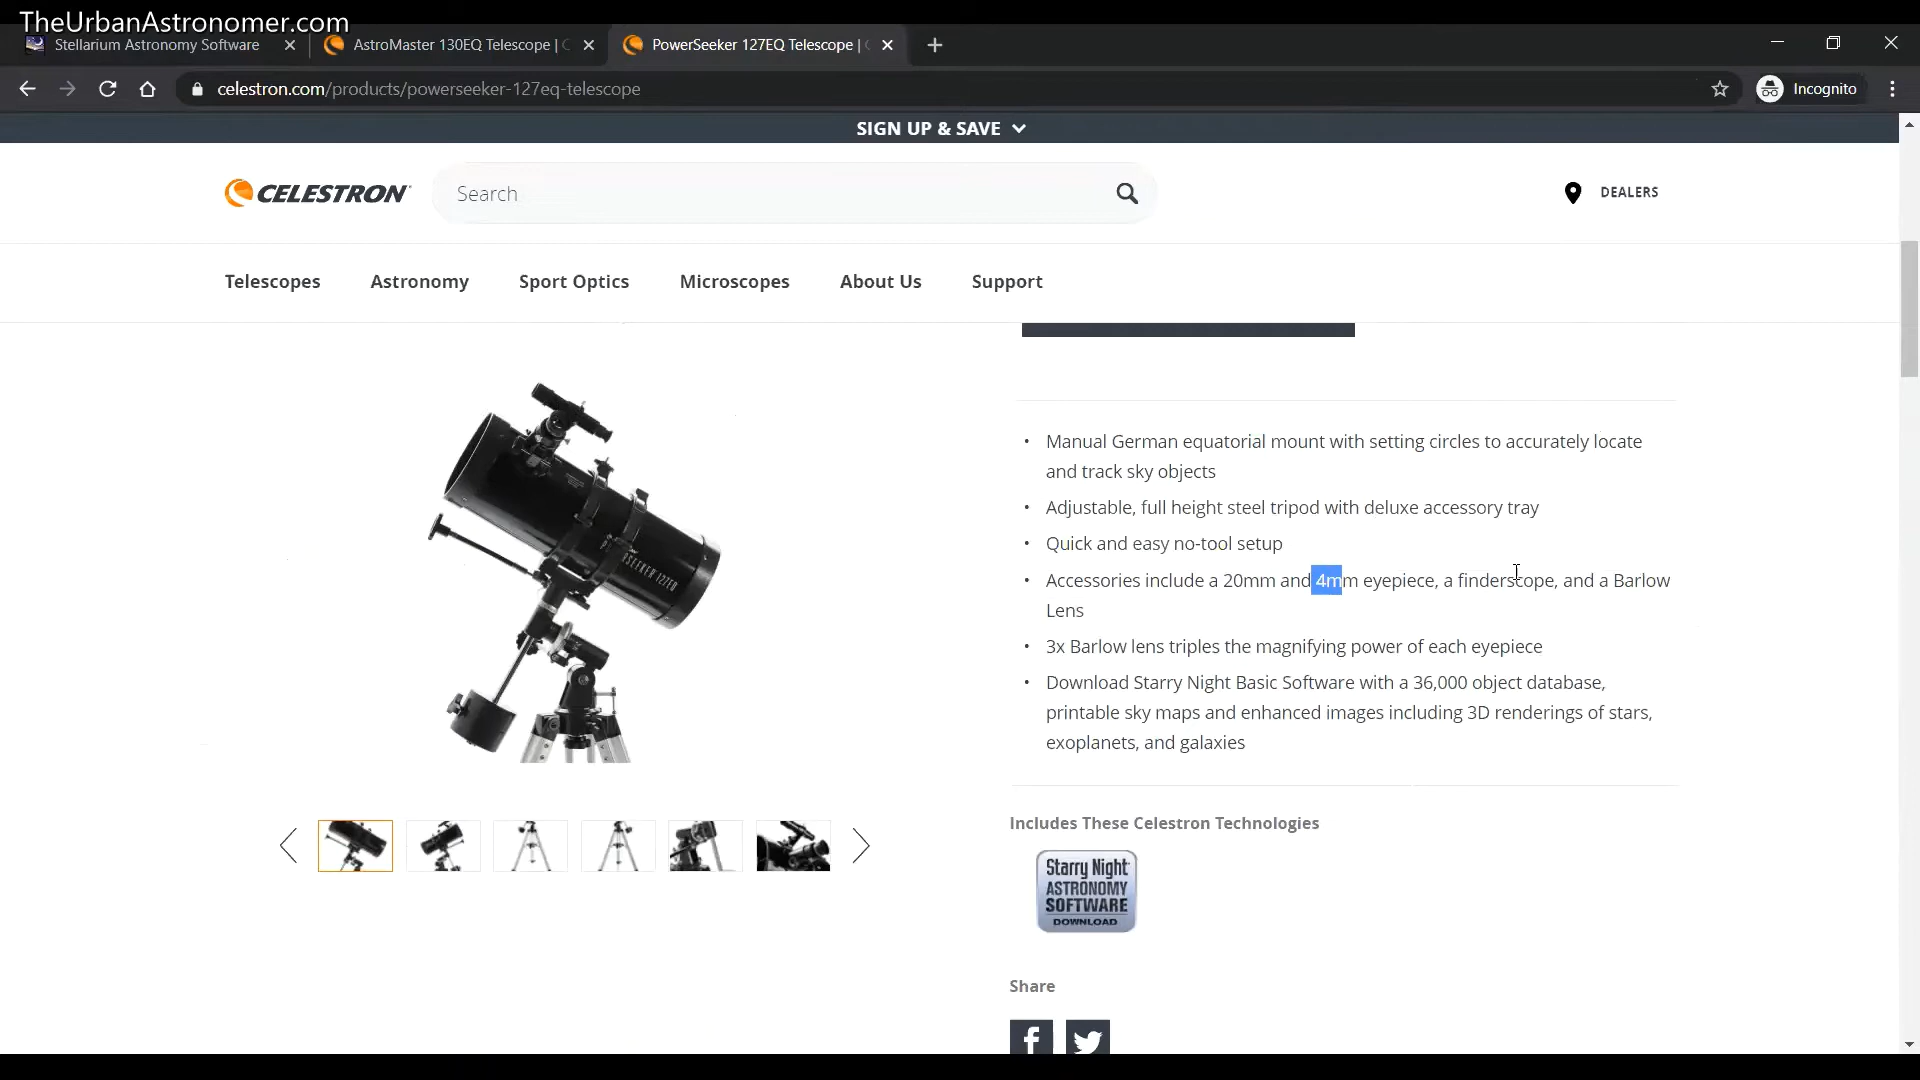 TheUrbanAstronomer.com
Stellarium Astronomy Software
AstroMaster 130EQ Telescope |
PowerSeeker 127EQ Telescope |
celestron.com/products/powerseeker-127eq-telescope
Incognito
SIGN UP & SAVE
CELESTRON
Search
DEALERS
Telescopes Astronomy Sport Optics Microscopes About Us Support
• Manual German equatorial mount with setting circles to accurately locate
and track sky objects
• Adjustable, full height steel tripod with deluxe accessory tray
• Quick and easy no-tool setup
• Accessories include a 20mm and 4mm eyepiece, a finderscope, and a Barlow
Lens
• 3x Barlow lens triples the magnifying power of each eyepiece
• Download Starry Night Basic Software with a 36,000 object database,
printable sky maps and enhanced images including 3D renderings of stars,
exoplanets, and galaxies
Includes These Celestron Technologies
Starry Night
ASTRONOMY
SOFTWARE
DOWNLOAD
Share